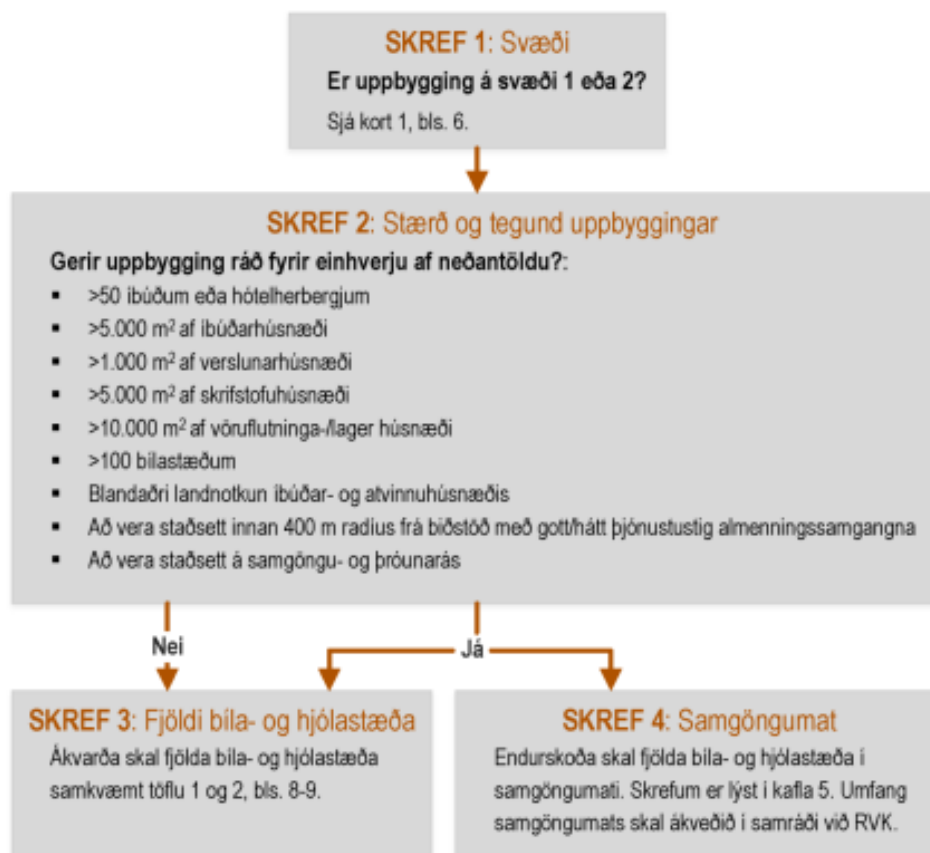 SKREF 1: Svæði
Er uppbygging á svæði 1 eða 2?
Sjá kort 1, bls. 6.
SKREF 2: Stærð og tegund uppbyggingar
Gerir uppbygging ráð fyrir einhverju af neðantöldu?:
▪ >50 íbúðum eða hótelherbergjum
▪ >5.000 m² af íbúðarhúsnæði
▪ >1.000 m² af verslunarhúsnæði
▪ >5.000 m² af skrifstofuhúsnæði
▪ >10.000 m² af vöruflutninga-/lager húsnæði
▪ >100 bílastæðum
▪ Blandaðri landnotkun íbúðar- og atvinnuhúsnæðis
▪ Að vera staðsett innan 400 m radíus frá biðstöð með gott/hátt þjónustustig almenningssamgangna
▪ Að vera staðsett á samgöngu- og þróunarás
Nei
Já
SKREF 3: Fjöldi bíla- og hjólastæða
Ákvarða skal fjölda bíla- og hjólastæða
samkvæmt töflu 1 og 2, bls. 8-9.
SKREF 4: Samgöngumat
Endurskoða skal fjölda bíla- og hjólastæða í
samgöngumati. Skrefum er lýst í kafla 5. Umfang
samgöngumats skal ákveðið í samráði við RVK.